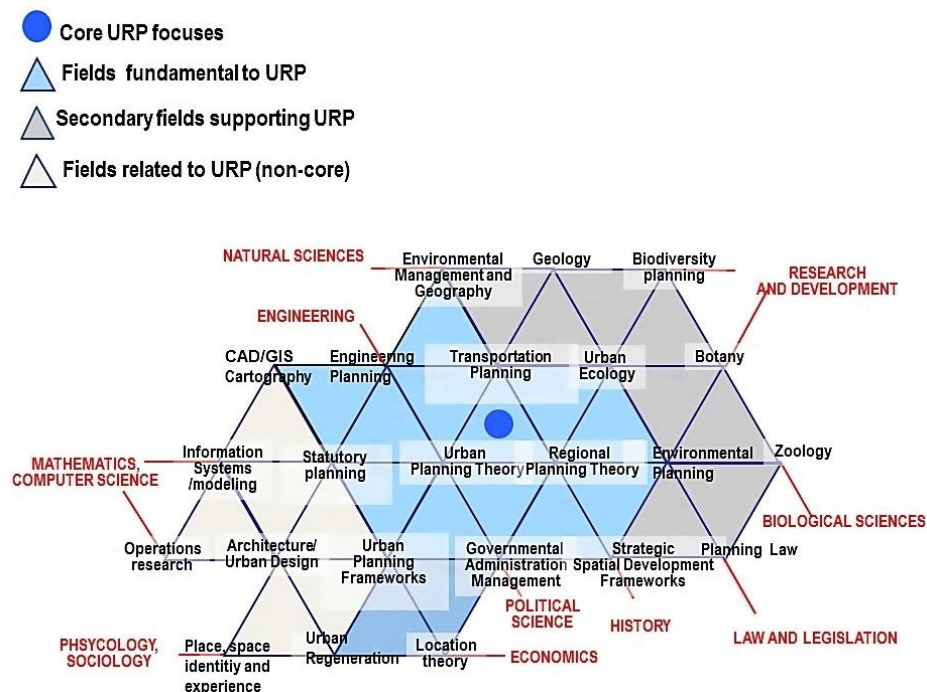 Core URP focuses
Fields fundamental to URP
Secondary fields supporting URP
Fields related to URP (non-core)
NATURAL SCIENCES
Environmental
Management and
Geography
Geology
Biodiversity
planning
RESEARCH
AND DEVELOPMENT
ENGINEERING
CAD/GIS
Cartography
Engineering
Planning
Transportation
Planning
Urban
Ecology
Botany
MATHEMATICS,
COMPUTER SCIENCE
Information
Systems
/modeling
Statutory
planning
Urban
Planning Theory
Regional
Planning Theory
Environmental
Planning
Zoology
BIOLOGICAL SCIENCES
Operations
research
Architecture/
Urban Design
Urban
Planning
Frameworks
Governmental
Administration
Management
Strategic
Spatial Development
Frameworks
Planning Law
POLITICAL
SCIENCE
HISTORY
LAW AND LEGISLATION
PHSYCOLOGY,
SOCIOLOGY
Place, space
identitiy and
experience
Urban
Regeneration
Location
theory
ECONOMICS